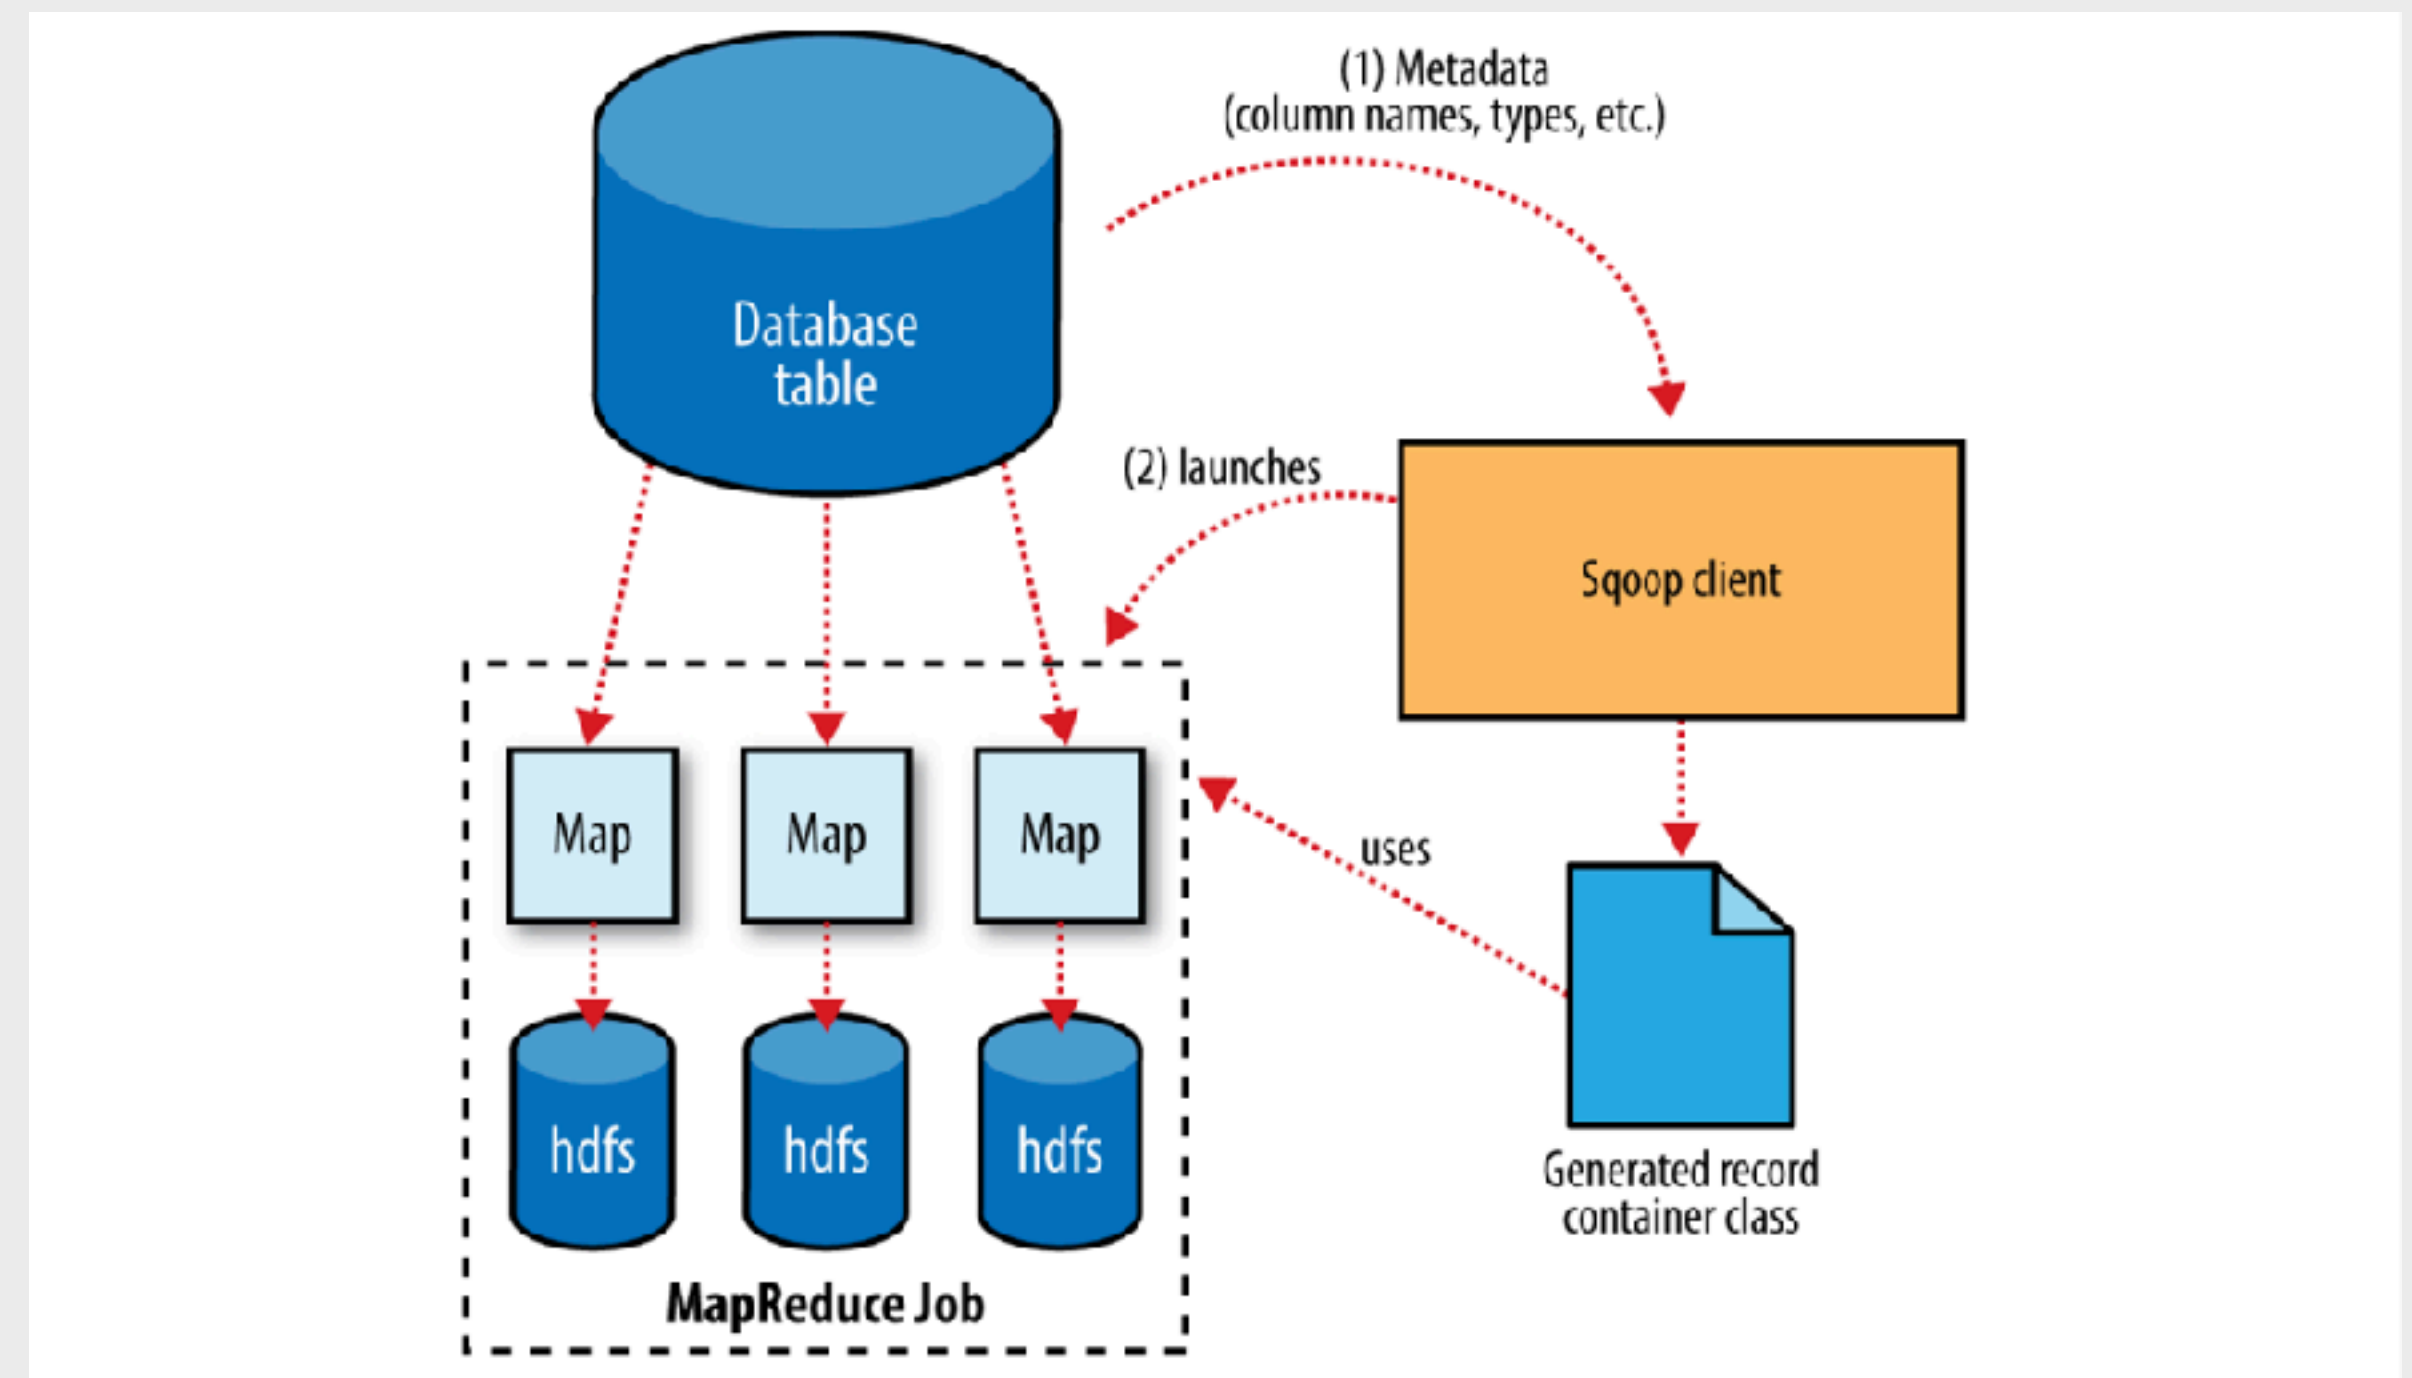 (1) Metadata
(column names, types, etc.)
Database
table
(2) launches
Sqoop client
Map
Map
Map
uses
hdfs
hdfs
hdfs
Generated record
container class
MapReduce Job